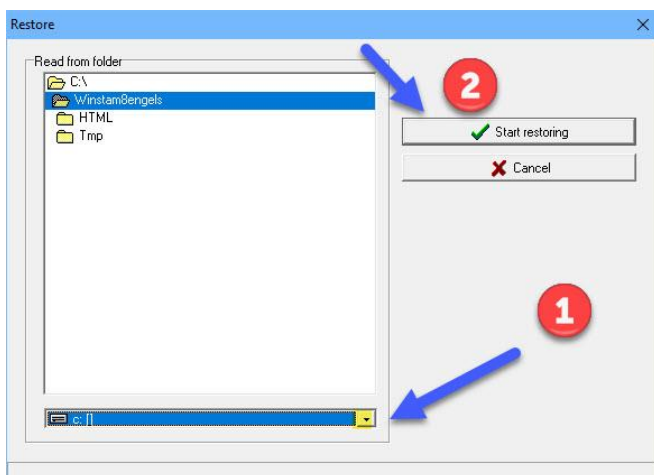 Restore
Read from folder
C:\
Winstam8engels
HTML
Tmp
2
Start restoring
Cancel
1
c: []